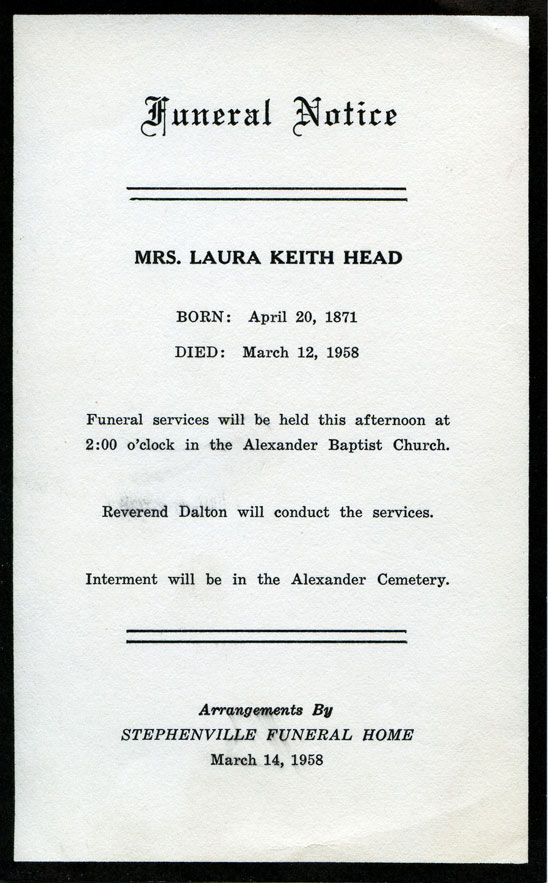 Funeral Notice
MRS. LAURA KEITH HEAD
BORN: April 20, 1871
DIED: March 12, 1958
Funeral services will be held this afternoon at
2:00 o'clock in the Alexander Baptist Church.
Reverend Dalton will conduct the services.
Interment will be in the Alexander Cemetery.
Arrangements By
STEPHENVILLE FUNERAL HOME
March 14, 1958